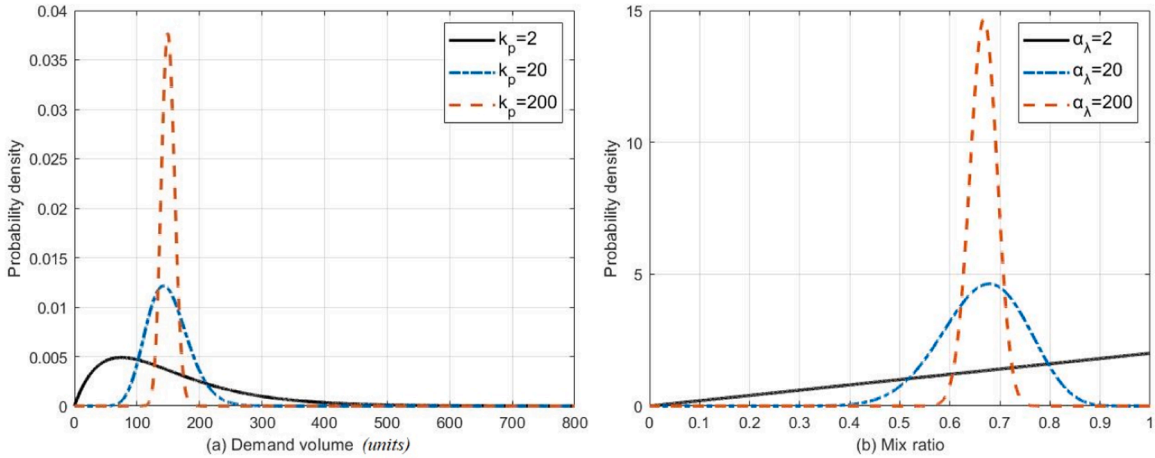 0.04
0.035
0.03
0.025
0.02
0.015
0.01
0.005
0
Probability density
k_p=2
k_p=20
k_p=200
0 100 200 300 400 500 600 700 800
(a) Demand volume (units)
15
10
5
0
Probability density
α_λ=2
α_λ=20
α_λ=200
0 0.1 0.2 0.3 0.4 0.5 0.6 0.7 0.8 0.9 1
(b) Mix ratio